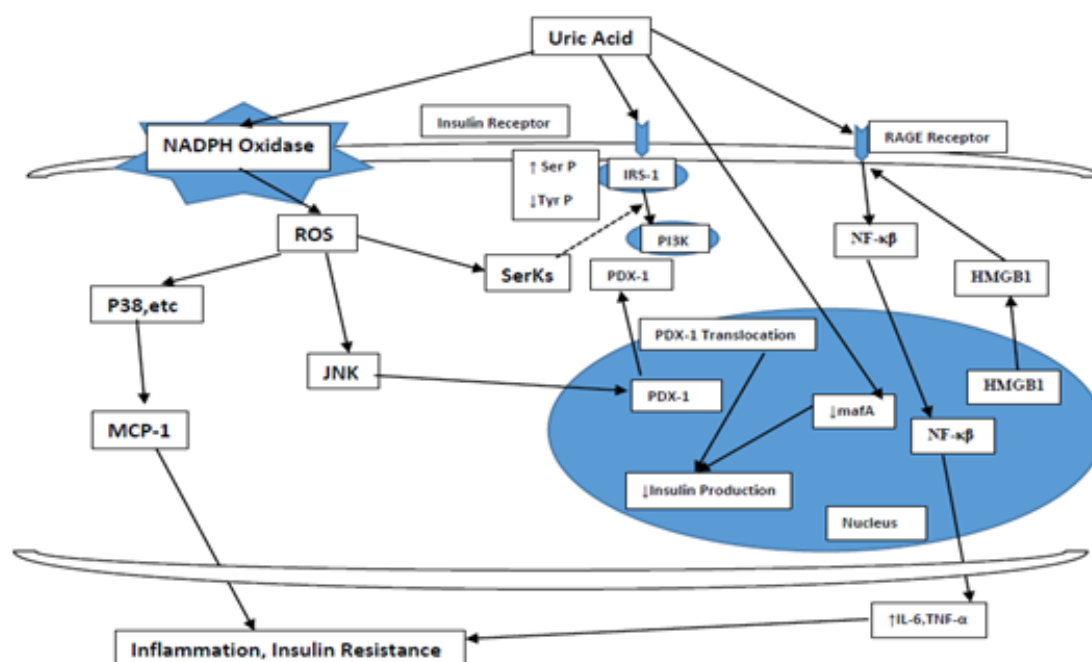 Uric Acid
Insulin Receptor
NADPH Oxidase
RAGE Receptor
↑ Ser P
↓Tyr P
IRS-1
ROS
PI3K
NF-κβ
SerKs
PDX-1
HMGB1
P38,etc
PDX-1 Translocation
JNK
PDX-1
HMGB1
↓mafA
MCP-1
NF-κβ
↓Insulin Production
Nucleus
↑IL-6,TNF-α
Inflammation, Insulin Resistance